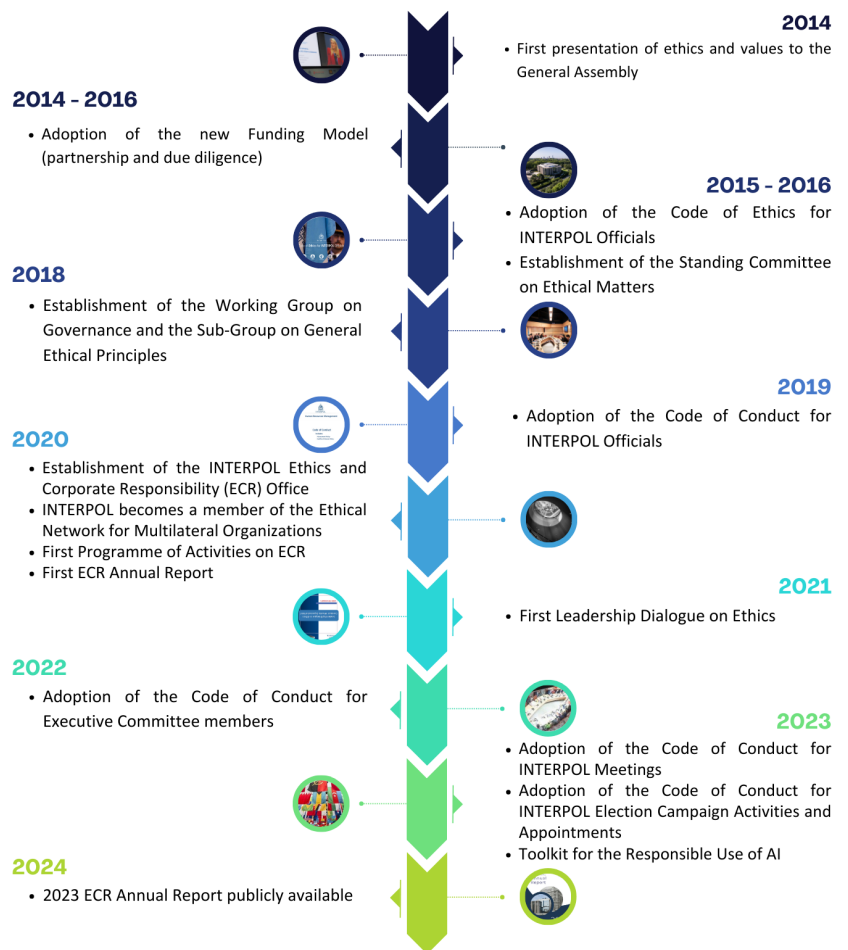 2014
• First presentation of ethics and values to the
General Assembly
2014 - 2016
• Adoption of the new Funding Model
(partnership and due diligence)
2015 - 2016
• Adoption of the Code of Ethics for
INTERPOL Officials
• Establishment of the Standing Committee
on Ethical Matters
2018
• Establishment of the Working Group on
Governance and the Sub-Group on General
Ethical Principles
2019
• Adoption of the Code of Conduct for
INTERPOL Officials
2020
• Establishment of the INTERPOL Ethics and
Corporate Responsibility (ECR) Office
• INTERPOL becomes a member of the Ethical
Network for Multilateral Organizations
• First Programme of Activities on ECR
• First ECR Annual Report
2021
• First Leadership Dialogue on Ethics
2022
• Adoption of the Code of Conduct for
Executive Committee members
2023
• Adoption of the Code of Conduct for
INTERPOL Meetings
• Adoption of the Code of Conduct for
INTERPOL Election Campaign Activities and
Appointments
• Toolkit for the Responsible Use of AI
2024
• 2023 ECR Annual Report publicly available